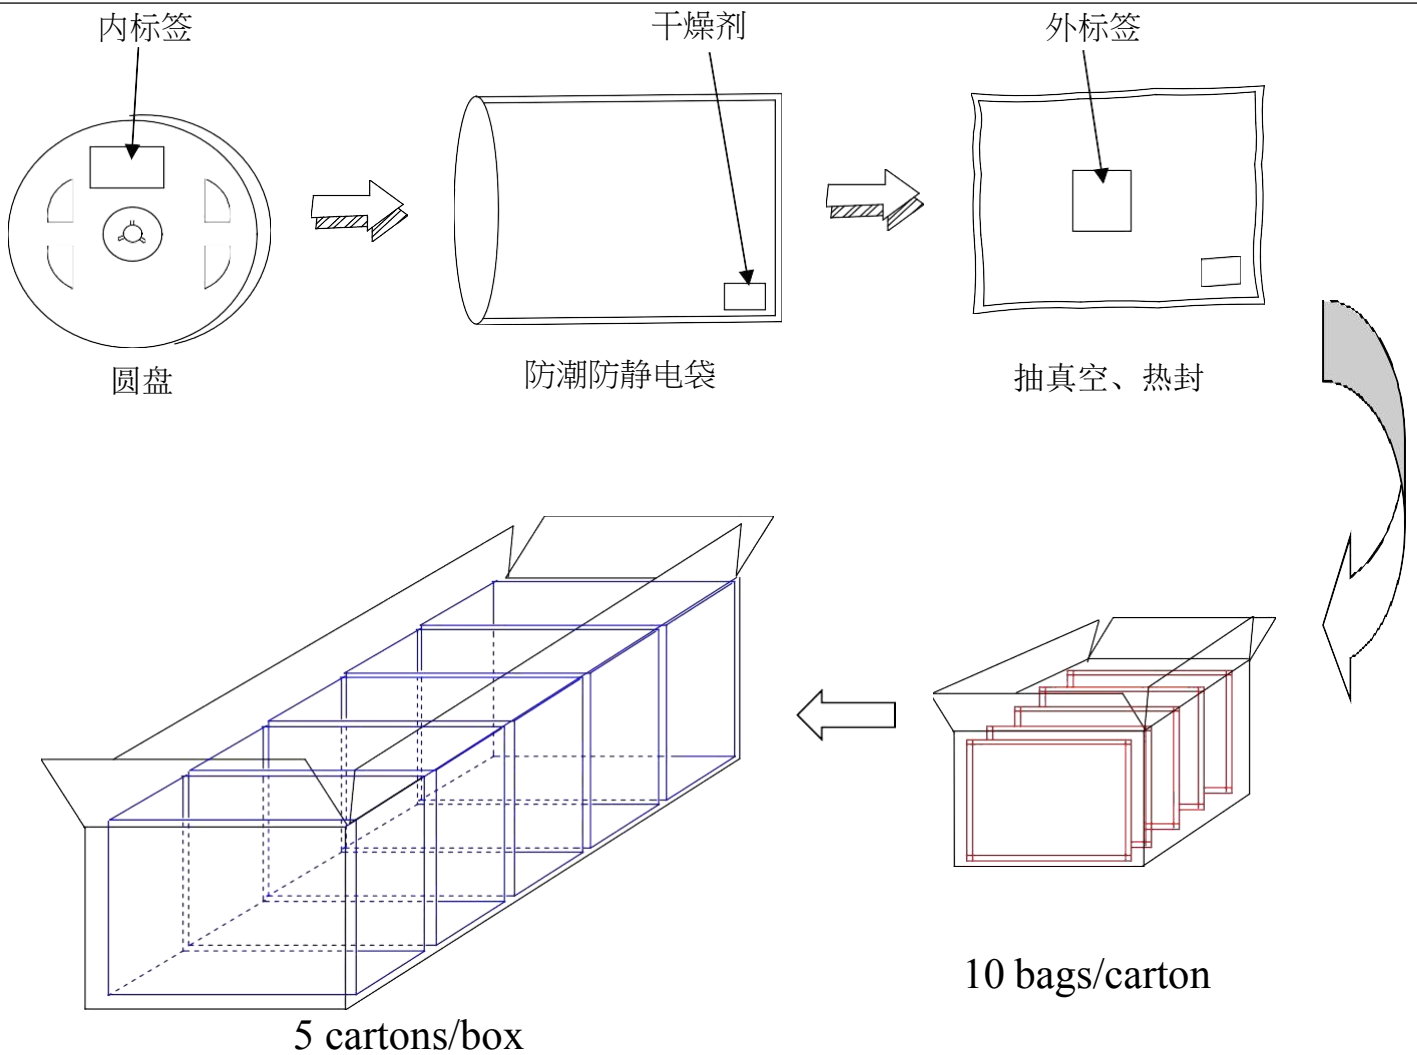 内标签
干燥剂
外标签
圆盘
防潮防静电袋
抽真空、热封
10 bags/carton
5 cartons/box